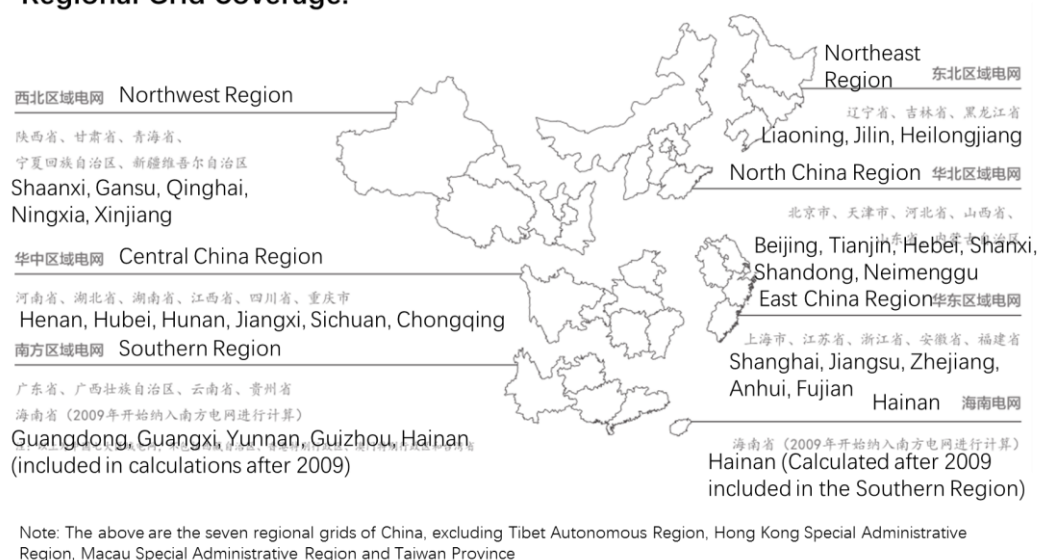 Regional Grid Coverage:
西北区域电网 Northwest Region
陕西省、甘肃省、青海省、
宁夏回族自治区、新疆维吾尔自治区
Shaanxi, Gansu, Qinghai,
Ningxia, Xinjiang
华中区域电网 Central China Region
河南省、湖北省、湖南省、江西省、四川省、重庆市
Henan, Hubei, Hunan, Jiangxi, Sichuan, Chongqing
南方区域电网 Southern Region
广东省、广西壮族自治区、云南省、贵州省
海南省（2009年开始纳入南方电网进行计算）
Guangdong, Guangxi, Yunnan, Guizhou, Hainan
(included in calculations after 2009)
Northeast
Region 东北区域电网
辽宁省、吉林省、黑龙江省
Liaoning, Jilin, Heilongjiang
North China Region 华北区域电网
北京市、天津市、河北省、山西省、
Beijing, Tianjin, Hebei, Shanxi,
Shandong, Neimenggu
East China Region 华东区域电网
上海市、江苏省、浙江省、安徽省、福建省
Shanghai, Jiangsu, Zhejiang,
Anhui, Fujian
Hainan 海南电网
海南省（2009年开始纳入南方电网进行计算）
Hainan (Calculated after 2009
included in the Southern Region)
Note: The above are the seven regional grids of China, excluding Tibet Autonomous Region, Hong Kong Special Administrative
Region, Macau Special Administrative Region and Taiwan Province